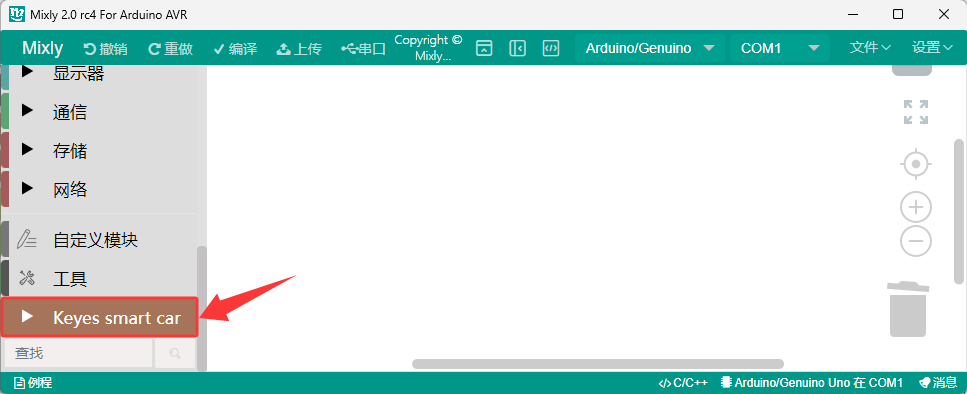 Mixly 2.0 rc4 For Arduino AVR
Mixly 撤销 重做 编译 上传 串口 Copyright © Mixly... Arduino/Genuino COM1 文件 设置
显示器
通信
存储
网络
自定义模块
工具
Keyes smart car
查找
例程 C/C++ Arduino/Genuino Uno 在 COM1 消息